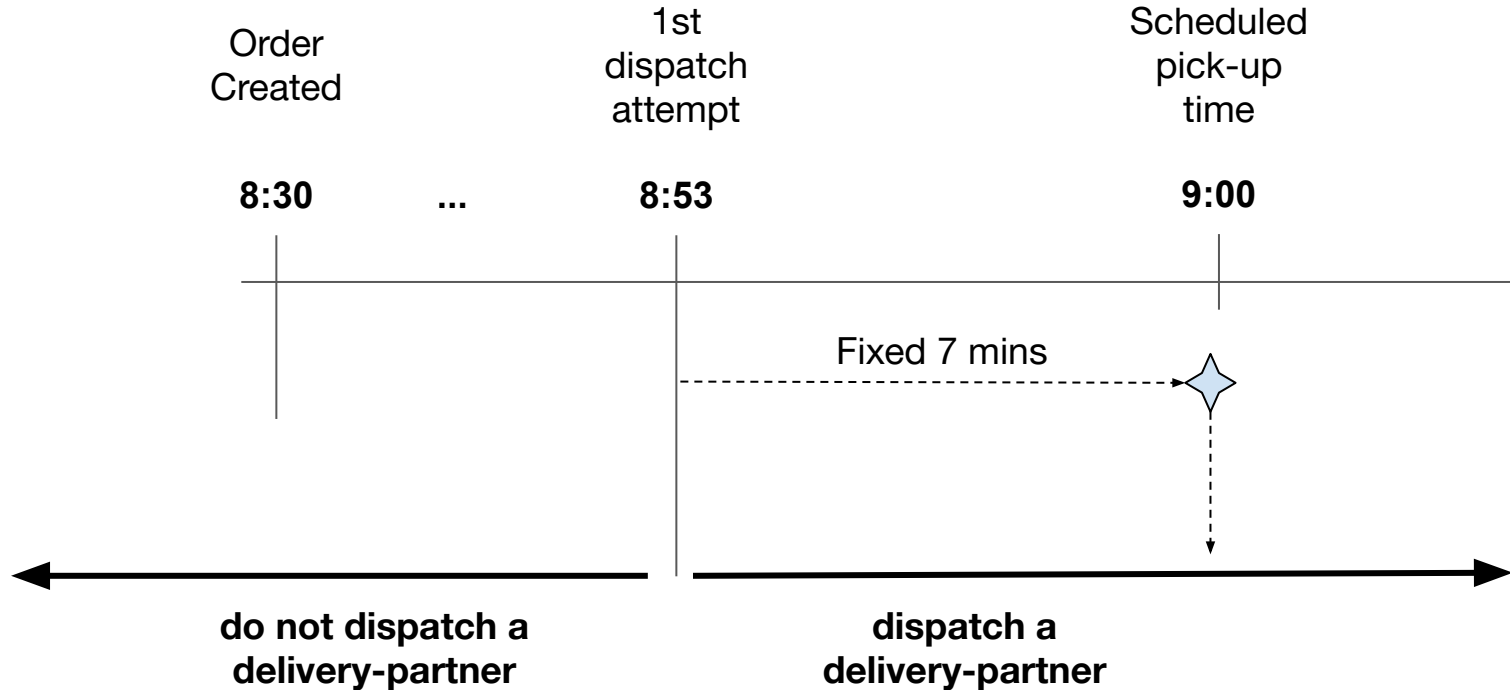 Order
Created
1st
dispatch
attempt
Scheduled
pick-up
time
8:30
...
8:53
9:00
Fixed 7 mins
do not dispatch a
delivery-partner
dispatch a
delivery-partner